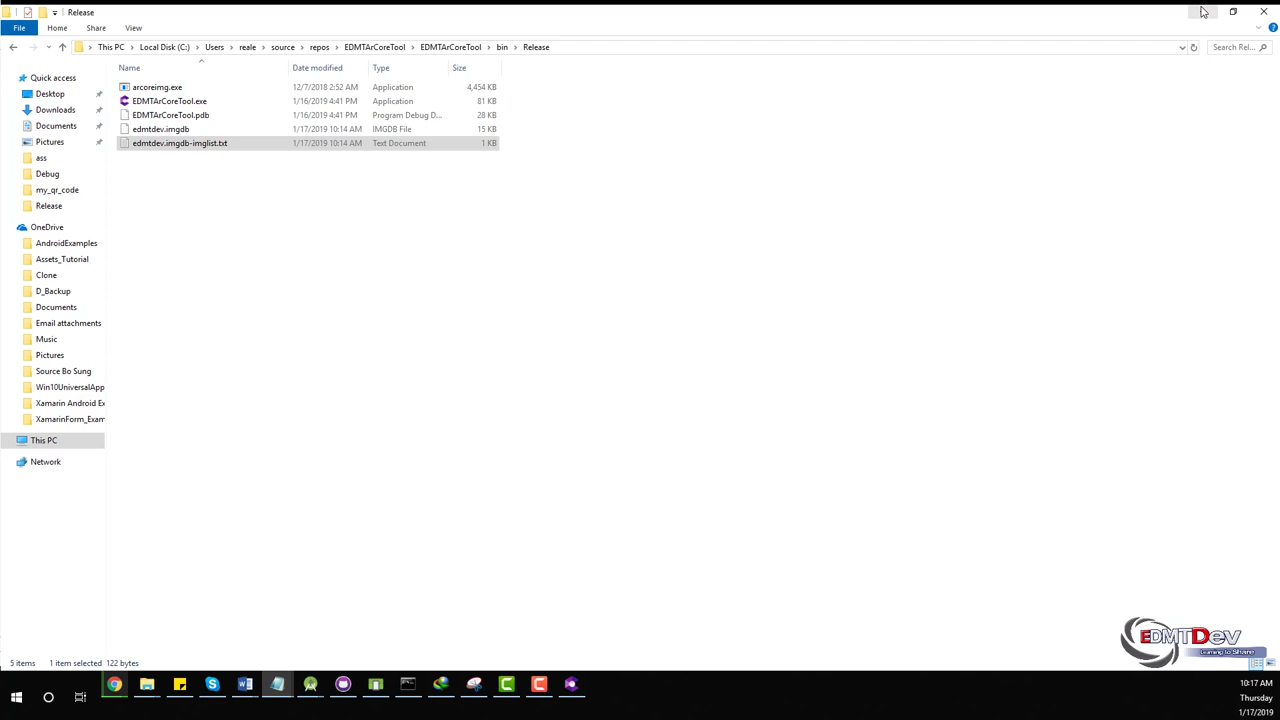 Release
File Home Share View
This PC Local Disk (C:) Users reale source repos EDMTArCoreTool EDMTArCoreTool bin Release Search Rel...
Name Date modified Type Size
arcoreimg.exe 12/7/2018 2:52 AM Application 4,454 KB
EDMTArCoreTool.exe 1/16/2019 4:41 PM Application 81 KB
EDMTArCoreTool.pdb 1/16/2019 4:41 PM Program Debug D... 28 KB
edmtdev.imgdb 1/17/2019 10:14 AM IMGDB File 15 KB
edmtdev.imgdb-imglist.txt 1/17/2019 10:14 AM Text Document 1 KB
Quick access
Desktop
Downloads
Documents
Pictures
ass
Debug
my_qr_code
Release
OneDrive
AndroidExamples
Assets_Tutorial
Clone
D_Backup
Documents
Email attachments
Music
Pictures
Source Bo Sung
Win10UniversalApp
Xamarin Android Ex
XamarinForm_Exam
This PC
Network
EDMTDev
Learning to Share
5 items 1 item selected 122 bytes
10:17 AM
Thursday
1/17/2019